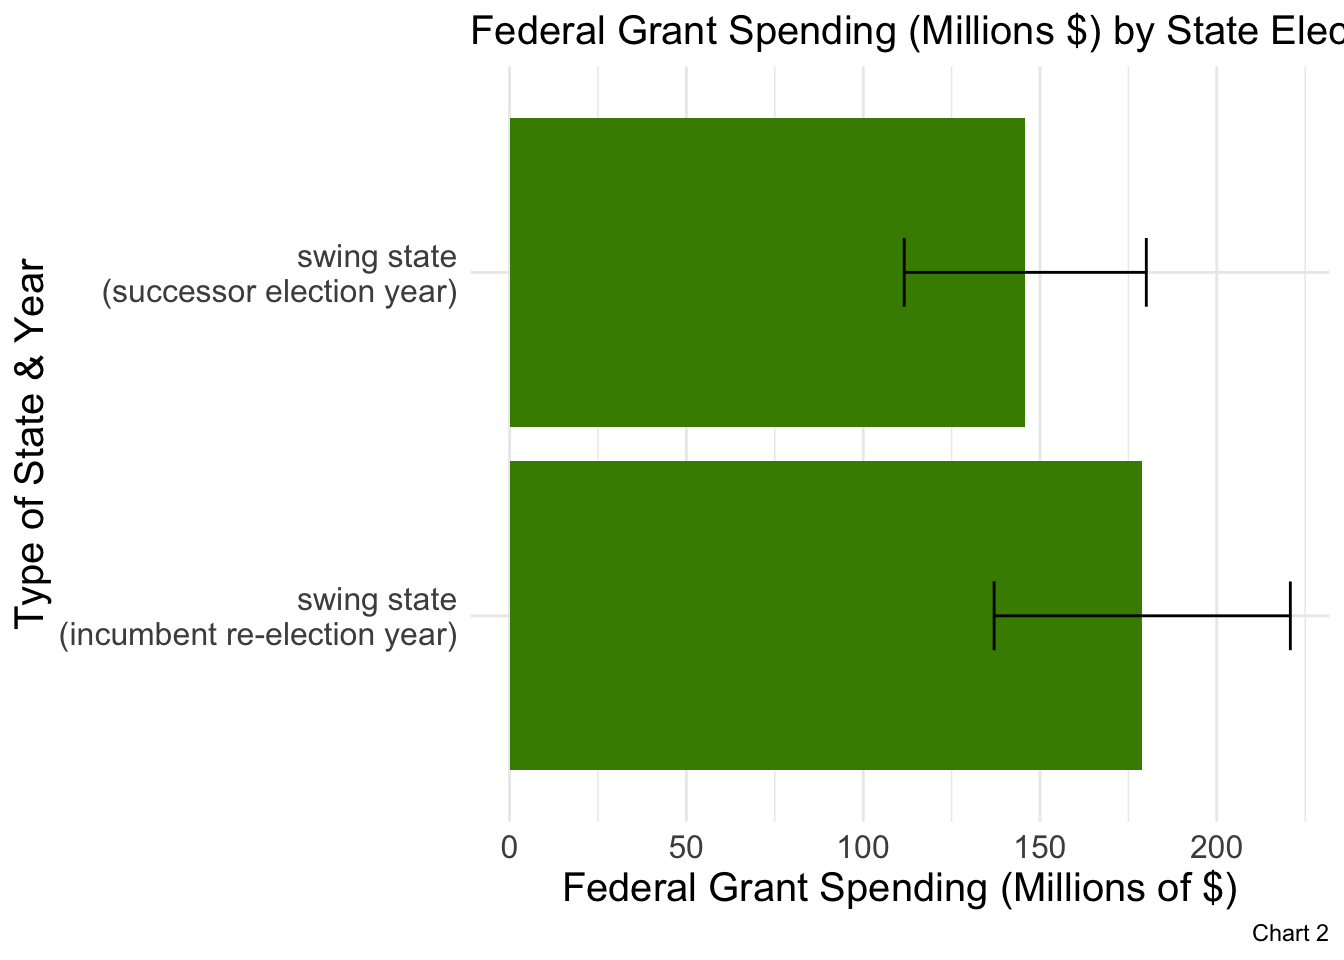 Federal Grant Spending (Millions $) by State Elec
swing state
(successor election year)
Type of State & Year
swing state
(incumbent re-election year)
0 50 100 150 200
Federal Grant Spending (Millions of $)
Chart 2